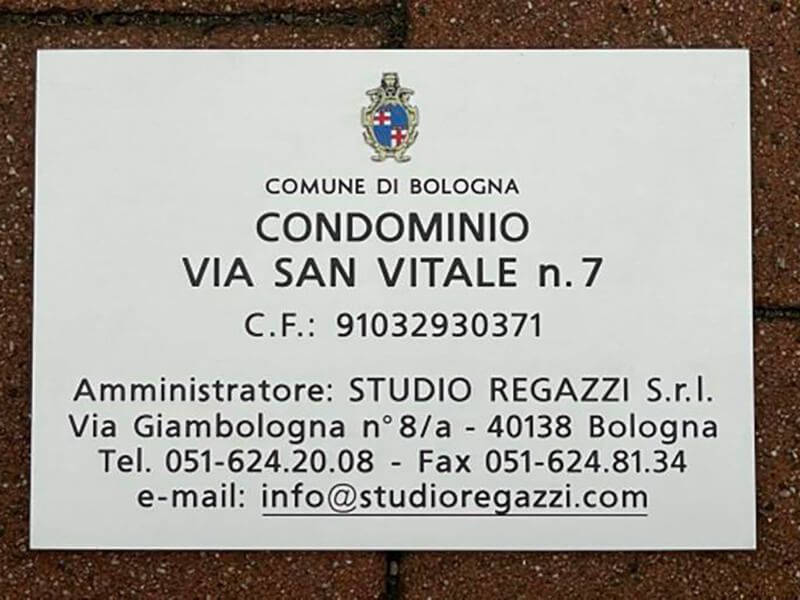 COMUNE DI BOLOGNA
CONDOMINIO
VIA SAN VITALE n. 7
C.F.: 91032930371
Amministratore: STUDIO REGAZZI S.r.l.
Via Giambologna n° 8/a - 40138 Bologna
Tel. 051-624.20.08 - Fax 051-624.81.34
e-mail: info@studioregazzi.com